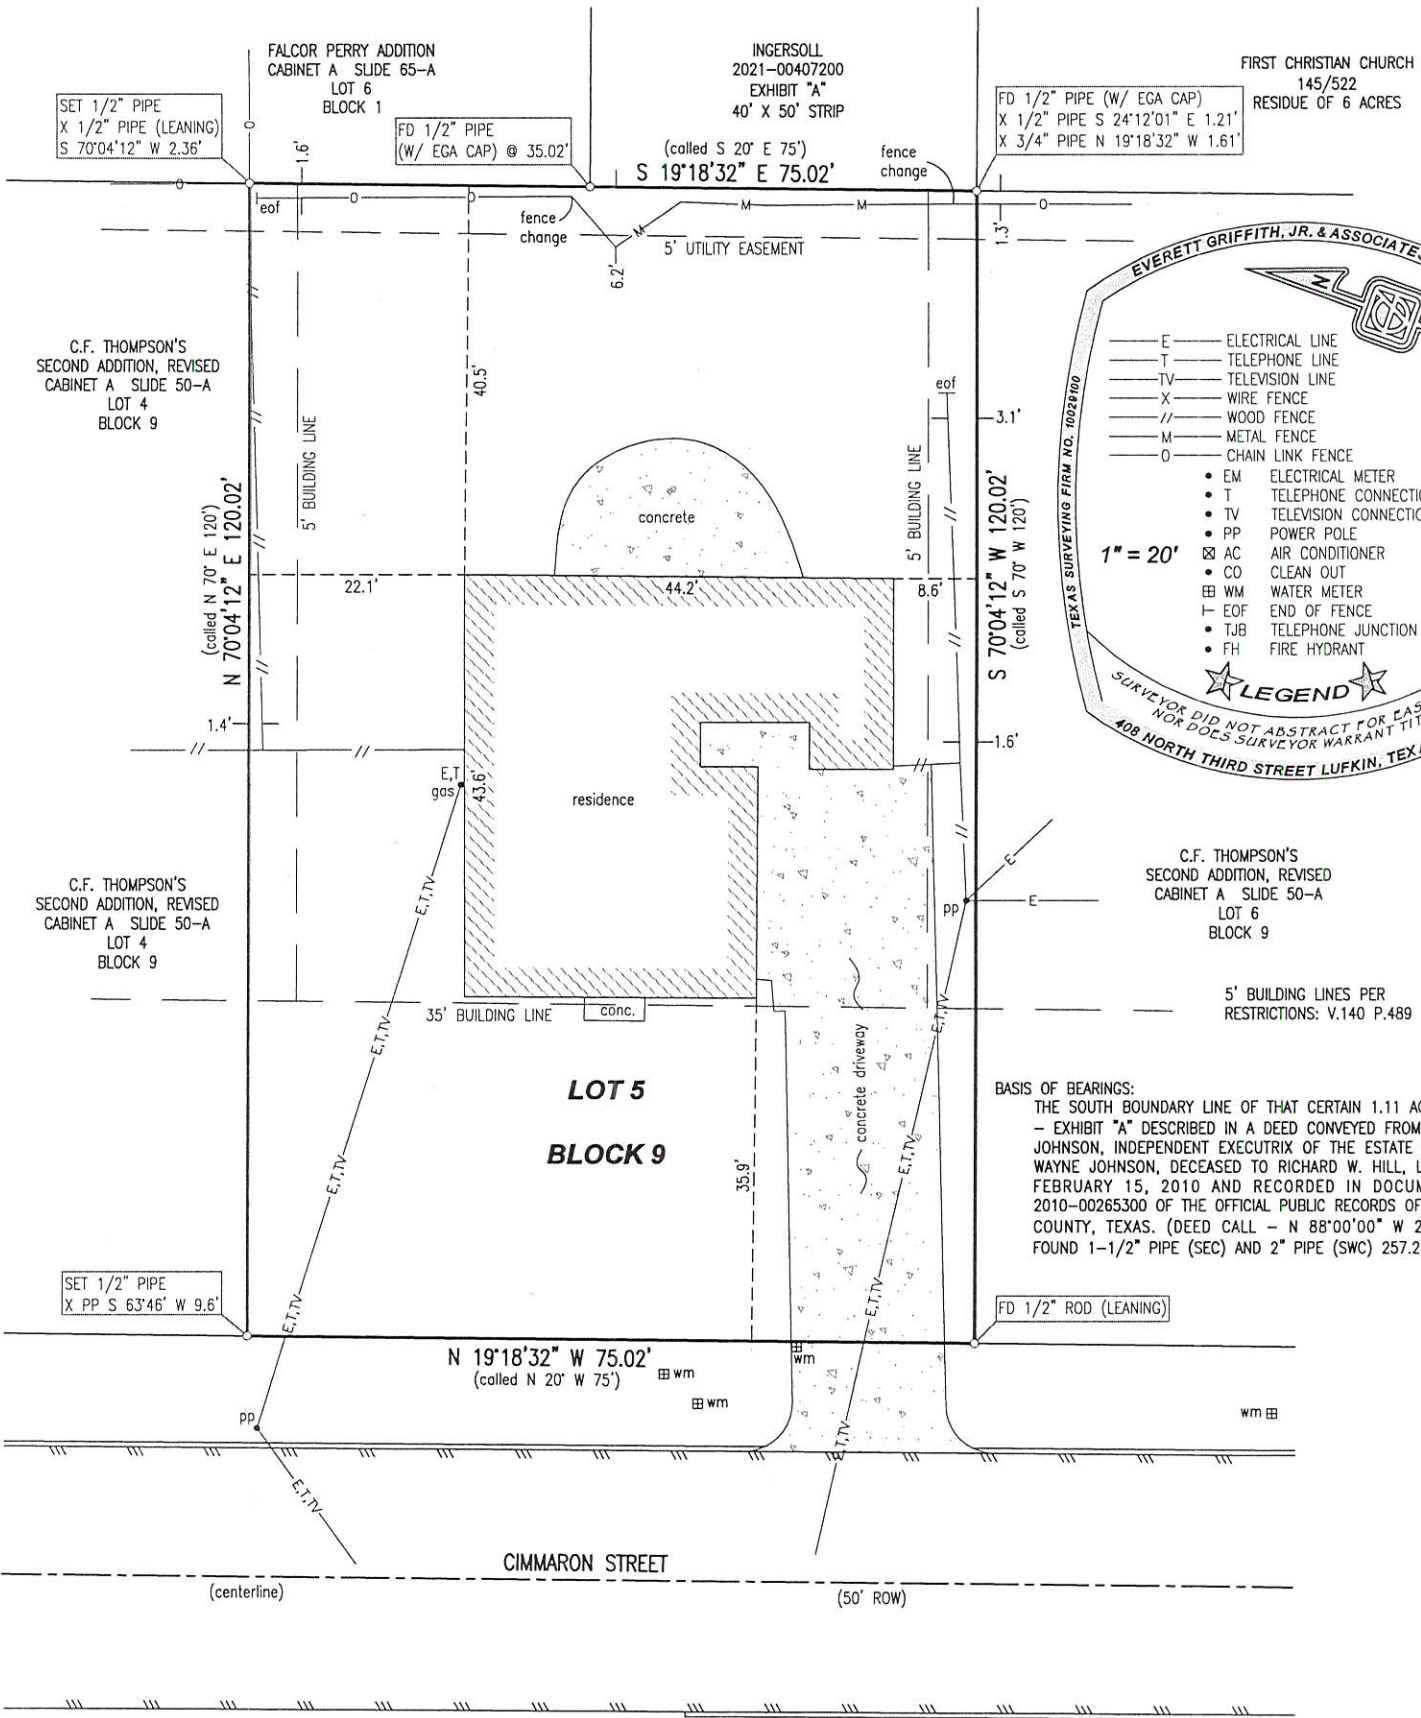 FALCOR PERRY ADDITION
CABINET A SLIDE 65-A
LOT 6
BLOCK 1
INGERSOLL
2021-00407200
EXHIBIT "A"
40' X 50' STRIP
FIRST CHRISTIAN CHURCH
145/522
RESIDUE OF 6 ACRES
SET 1/2" PIPE
X 1/2" PIPE (LEANING)
S 70°04'12" W 2.36'
FD 1/2" PIPE
(W/ EGA CAP) @ 35.02'
FD 1/2" PIPE (W/ EGA CAP)
X 1/2" PIPE S 24°12'01" E 1.21'
X 3/4" PIPE N 19°18'32" W 1.61'
(called S 20° E 75')
S 19°18'32" E 75.02'
fence
change
O
1.6'
O
eof
O
O
fence
change
M
M
M
O
1.3'
6.2'
5' UTILITY EASEMENT
EVERETT GRIFFITH, JR. & ASSOCIATES
N
TEXAS SURVEYING FIRM NO. 10029100
E ELECTRICAL LINE
T TELEPHONE LINE
TV TELEVISION LINE
X WIRE FENCE
// WOOD FENCE
M METAL FENCE
O CHAIN LINK FENCE
EM ELECTRICAL METER
T TELEPHONE CONNECTIO
TV TELEVISION CONNECTIO
PP POWER POLE
AC AIR CONDITIONER
CO CLEAN OUT
WM WATER METER
EOF END OF FENCE
TJB TELEPHONE JUNCTION
FH FIRE HYDRANT
1" = 20'
LEGEND
SURVEYOR DID NOT ABSTRACT FOR EAS
NOR DOES SURVEYOR WARRANT TIT
408 NORTH THIRD STREET LUFKIN, TEX
C.F. THOMPSON'S
SECOND ADDITION, REVISED
CABINET A SLIDE 50-A
LOT 4
BLOCK 9
40.5'
eof
3.1'
5' BUILDING LINE
5' BUILDING LINE
(called N 70° E 120')
N 70°04'12" E 120.02'
S 70°04'12" W 120.02'
(called S 70° W 120')
concrete
22.1'
44.2'
8.6'
1.4'
1.6'
E,T
gas
43.6'
residence
E
E
pp
C.F. THOMPSON'S
SECOND ADDITION, REVISED
CABINET A SLIDE 50-A
LOT 4
BLOCK 9
C.F. THOMPSON'S
SECOND ADDITION, REVISED
CABINET A SLIDE 50-A
LOT 6
BLOCK 9
E,T,TV
E,T,TV
E,T,TV
E,T,TV
35' BUILDING LINE
conc.
E,T,TV
E,T,TV
E,T,TV
E,T,TV
concrete driveway
5' BUILDING LINES PER
RESTRICTIONS: V.140 P.489
LOT 5
BLOCK 9
35.9'
BASIS OF BEARINGS:
THE SOUTH BOUNDARY LINE OF THAT CERTAIN 1.11 AC
- EXHIBIT "A" DESCRIBED IN A DEED CONVEYED FROM
JOHNSON, INDEPENDENT EXECUTRIX OF THE ESTATE
WAYNE JOHNSON, DECEASED TO RICHARD W. HILL, L
FEBRUARY 15, 2010 AND RECORDED IN DOCUM
2010-00265300 OF THE OFFICIAL PUBLIC RECORDS OF
COUNTY, TEXAS. (DEED CALL - N 88°00'00" W 2
FOUND 1-1/2" PIPE (SEC) AND 2" PIPE (SWC) 257.2
SET 1/2" PIPE
X PP S 63°46' W 9.6'
FD 1/2" ROD (LEANING)
N 19°18'32" W 75.02'
(called N 20° W 75')
wm
wm
wm
wm
pp
E,T,TV
CIMMARON STREET
(centerline)
(50' ROW)